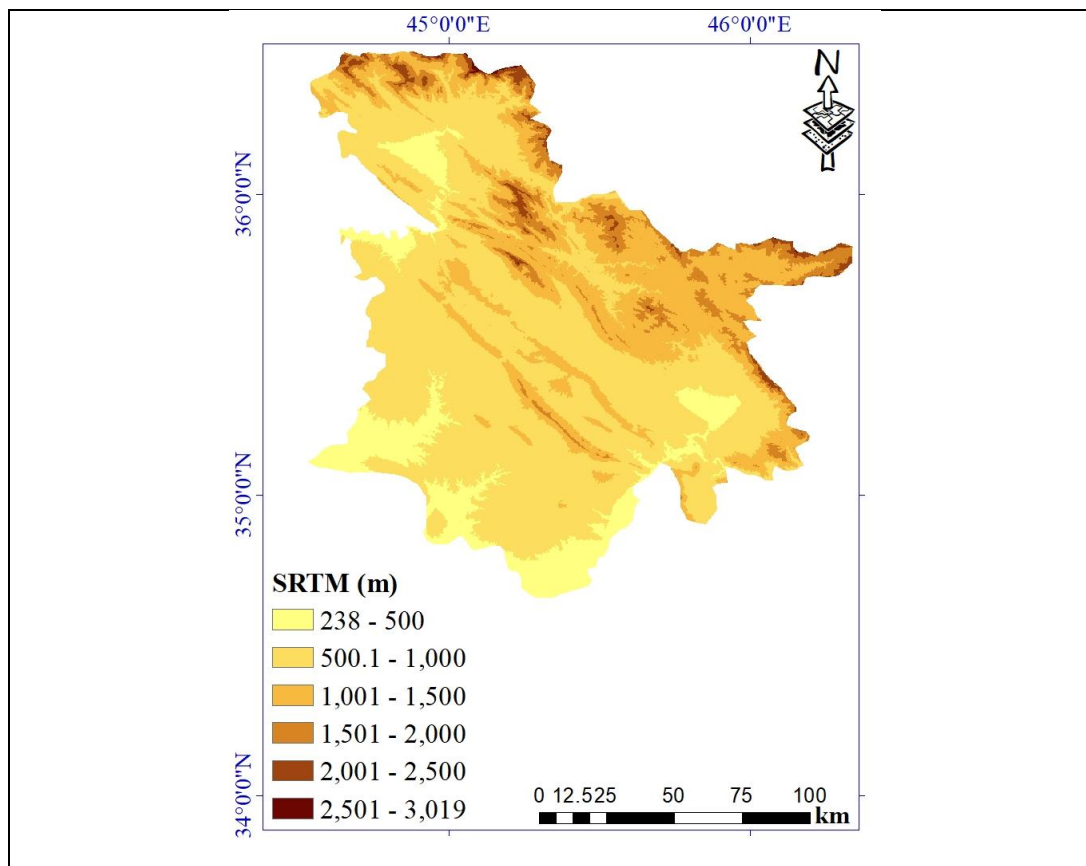 45°0'0"E 46°0'0"E
N
36°0'0"N
35°0'0"N
34°0'0"N
SRTM (m)
238 - 500
500.1 - 1,000
1,001 - 1,500
1,501 - 2,000
2,001 - 2,500
2,501 - 3,019
0 12.525 50 75 100
km